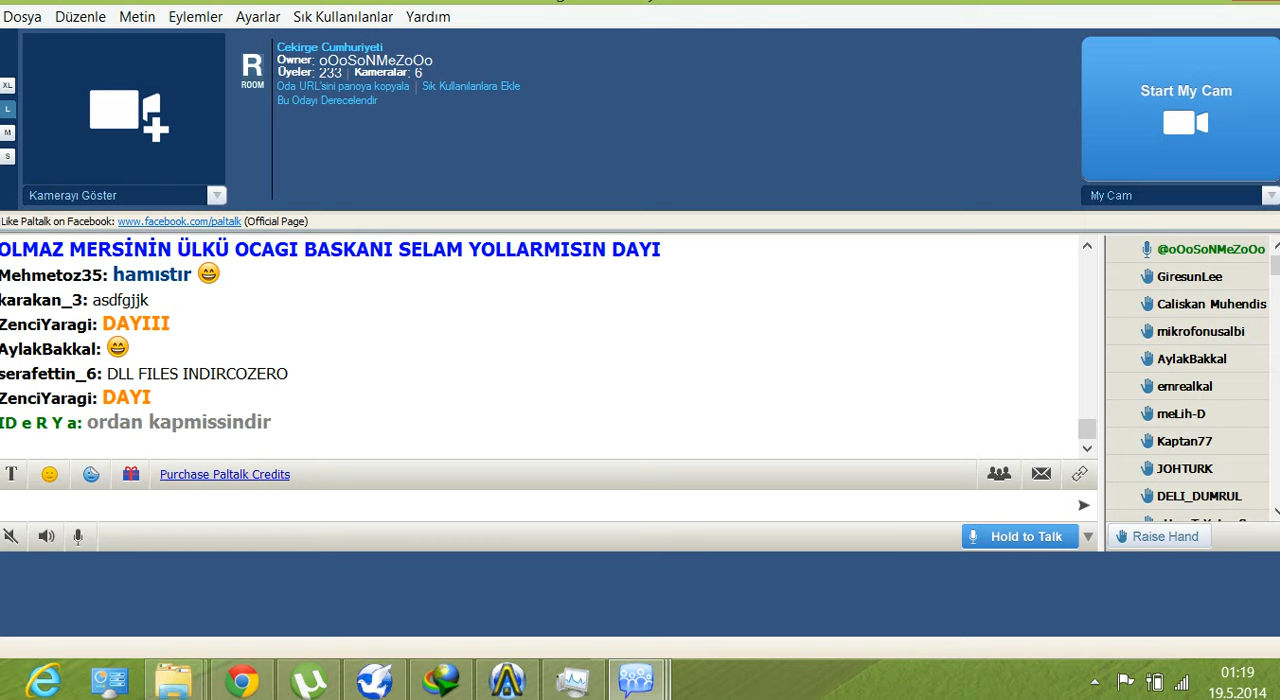 Dosya Düzenle Metin Eylemler Ayarlar Sık Kullanılanlar Yardım
XL
L
M
S
Kamerayı Göster
R
ROOM
Cekirge Cumhuriyeti
Owner: oOoSoNMeZoOo
Üyeler: 233 | Kameralar: 6
Oda URL'sini panoya kopyala | Sık Kullanılanlara Ekle
Bu Odayı Derecelendir
Start My Cam
My Cam
Like Paltalk on Facebook: www.facebook.com/paltalk (Official Page)
OLMAZ MERSİNİN ÜLKÜ OCAGI BASKANI SELAM YOLLARMISIN DAYI
Mehmetoz35: hamıstır
karakan_3: asdfgjjk
ZenciYaragi: DAYIII
AylakBakkal:
serafettin_6: DLL FILES INDIRCOZERO
ZenciYaragi: DAYI
ID e R Y a: ordan kapmissindir
@oOoSoNMeZoOo
GiresunLee
Caliskan Muhendis
mikrofonusalbi
AylakBakkal
emrealkal
meLih-D
Kaptan77
JOHTURK
DELI_DUMRUL
T Purchase Paltalk Credits
Hold to Talk
Raise Hand
01:19
19.5.2014